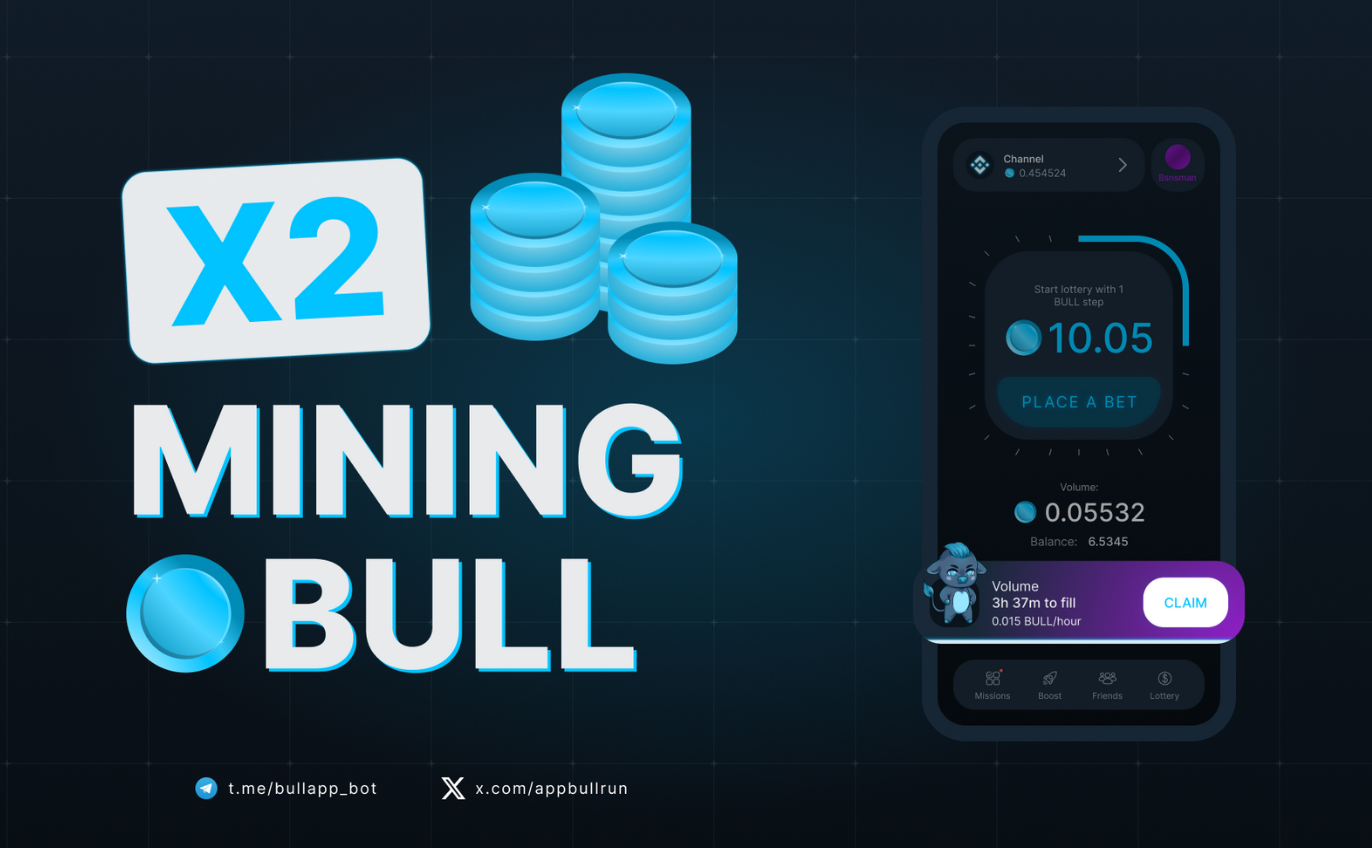 X2
MINING
BULL
t.me/bullapp_bot
x.com/appbullrun
Channel
0.454524
Bsnsman
Start lottery with 1
BULL step
10.05
PLACE A BET
Volume:
0.05532
Balance: 6.5345
Volume
3h 37m to fill
0.015 BULL/hour
CLAIM
Missions
Boost
Friends
Lottery